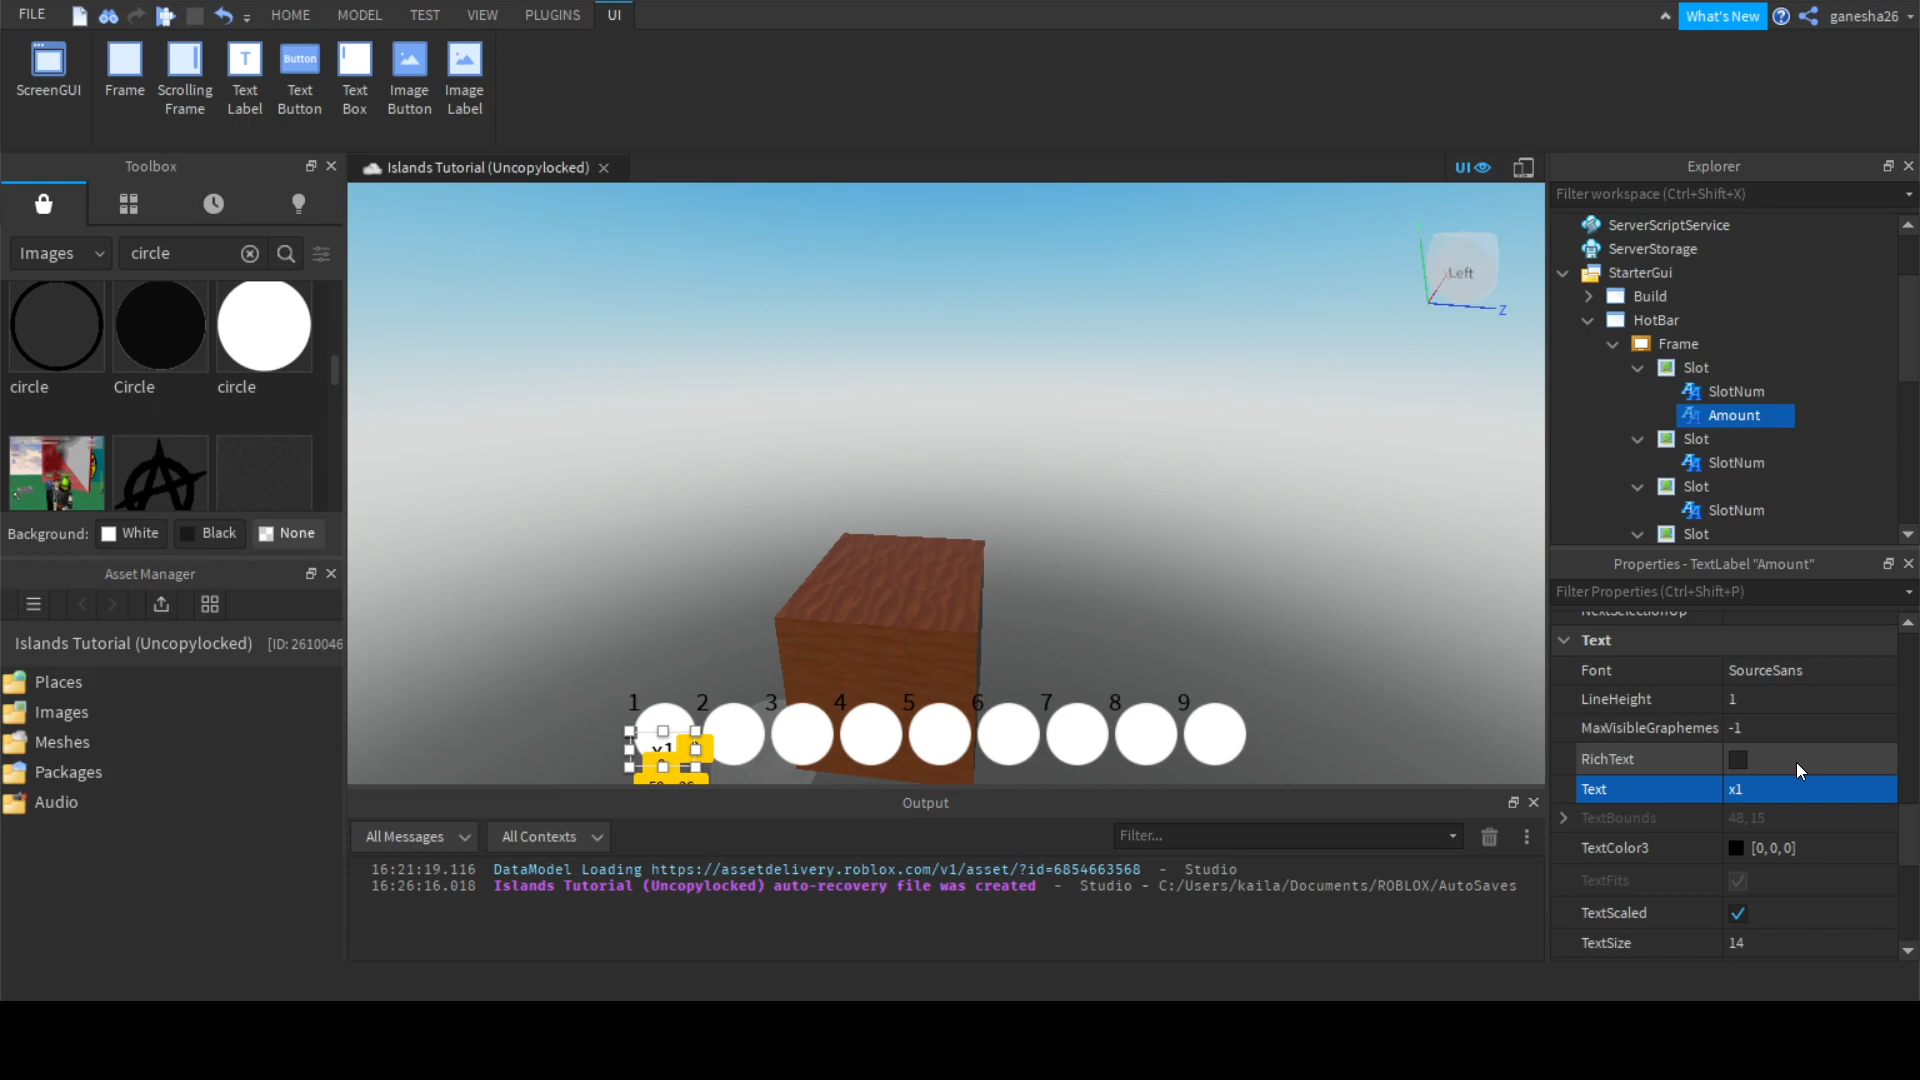 FILE
HOME
MODEL
TEST
VIEW
PLUGINS
UI
What's New
ganesha26
ScreenGUI
Frame
Scrolling
Frame
T
Text
Label
Button
Text
Button
Text
Box
Image
Button
Image
Label
Toolbox
Images
circle
circle
Circle
circle
Background:
White
Black
None
Asset Manager
Islands Tutorial (Uncopylocked) [ID: 2610046
Places
Images
Meshes
Packages
Audio
Islands Tutorial (Uncopylocked)
UI
Left
Z
1 2 3 4 5 6 7 8 9
x1
Output
All Messages
All Contexts
Filter...
16:21:19.116 DataModel Loading https://assetdelivery.roblox.com/v1/asset/?id=6854663568 - Studio
16:26:16.018 Islands Tutorial (Uncopylocked) auto-recovery file was created - Studio - C:/Users/kaila/Documents/ROBLOX/AutoSaves
Explorer
Filter workspace (Ctrl+Shift+X)
ServerScriptService
ServerStorage
StarterGui
Build
HotBar
Frame
Slot
SlotNum
Amount
Slot
SlotNum
Slot
SlotNum
Slot
Properties - TextLabel "Amount"
Filter Properties (Ctrl+Shift+P)
NextSelectionUp
Text
Font SourceSans
LineHeight 1
MaxVisibleGraphemes -1
RichText
Text x1
TextBounds 48, 15
TextColor3 [0, 0, 0]
TextFits
TextScaled
TextSize 14